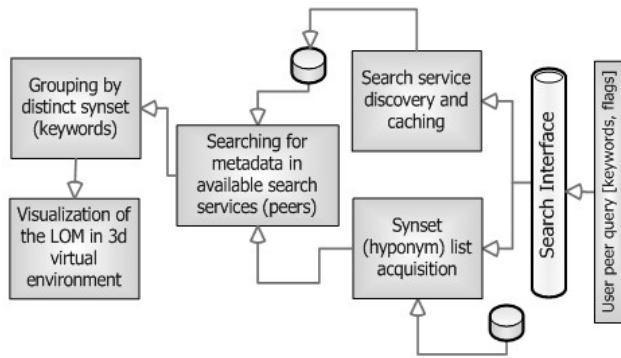 Grouping by
distinct synset
(keywords)
Visualization of
the LOM in 3d
virtual
environment
Searching for
metadata in
available search
services (peers)
Search service
discovery and
caching
Synset
(hyponym) list
acquisition
Search Interface
User peer query [keywords, flags]